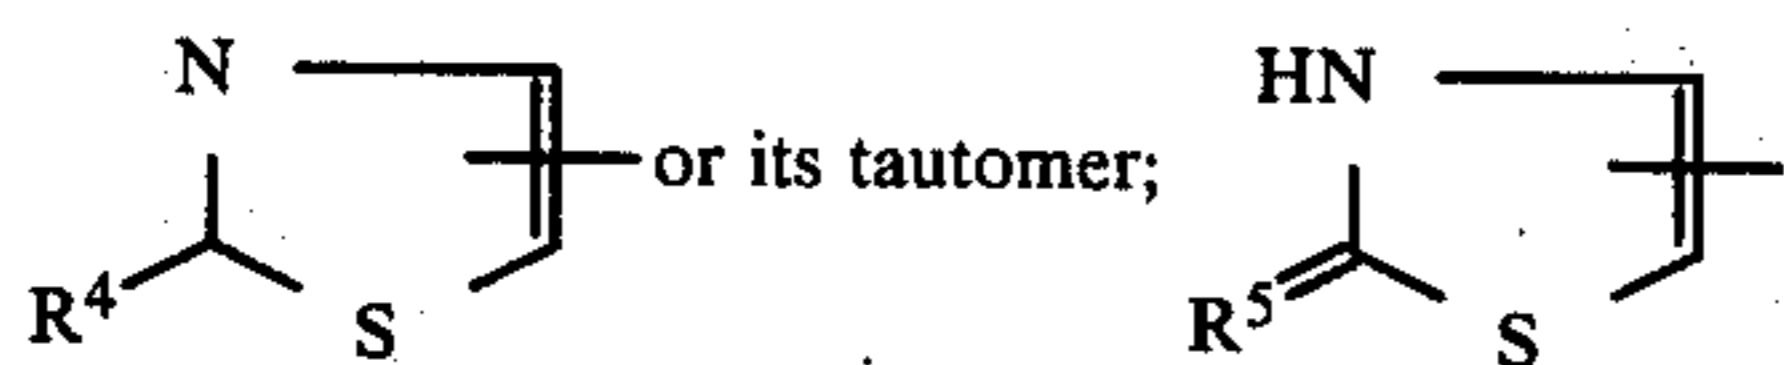 N HN
or its tautomer;
R⁴ S R⁵ S